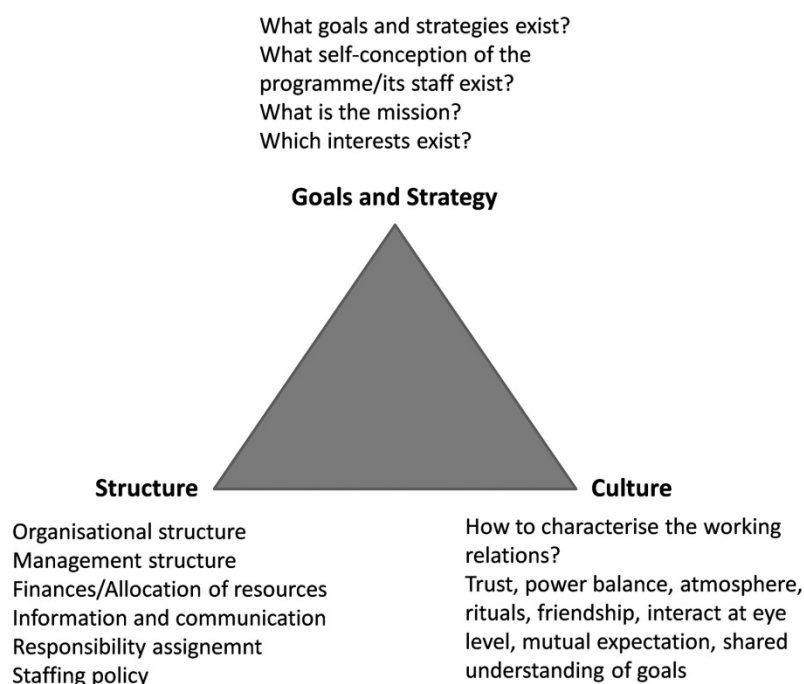 What goals and strategies exist?
What self-conception of the
programme/its staff exist?
What is the mission?
Which interests exist?
Goals and Strategy
Structure
Organisational structure
Management structure
Finances/Allocation of resources
Information and communication
Responsibility assignemnt
Staffing policy
Culture
How to characterise the working
relations?
Trust, power balance, atmosphere,
rituals, friendship, interact at eye
level, mutual expectation, shared
understanding of goals